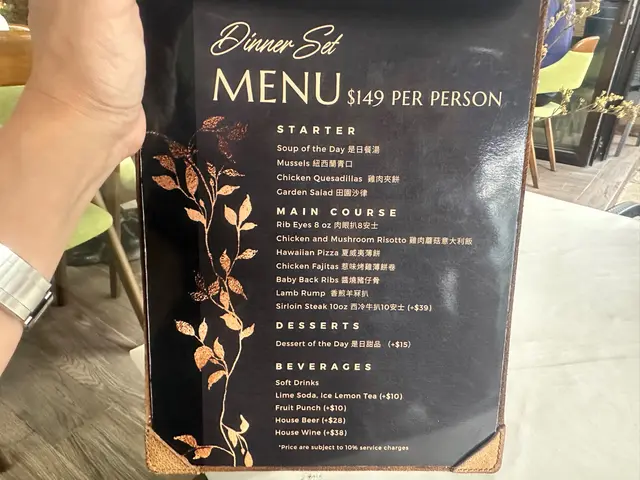 Dinner Set
MENU $149 PER PERSON
STARTER
Soup of the Day 是日餐湯
Mussels 紐西蘭青口
Chicken Quesadillas 雞肉夾餅
Garden Salad 田園沙律
MAIN COURSE
Rib Eyes 8 oz 肉眼扒8安士
Chicken and Mushroom Risotto 雞肉蘑菇意大利飯
Hawaiian Pizza 夏威夷薄餅
Chicken Fajitas 惹味烤雞薄餅卷
Baby Back Ribs 醬燒豬仔骨
Lamb Rump 香煎羊冧扒
Sirloin Steak 10oz 西冷牛扒10安士 (+$39)
DESSERTS
Dessert of the Day 是日甜品 (+$15)
BEVERAGES
Soft Drinks
Lime Soda, Ice Lemon Tea (+$10)
Fruit Punch (+$10)
House Beer (+$28)
House Wine (+$38)
*Price are subject to 10% service charges